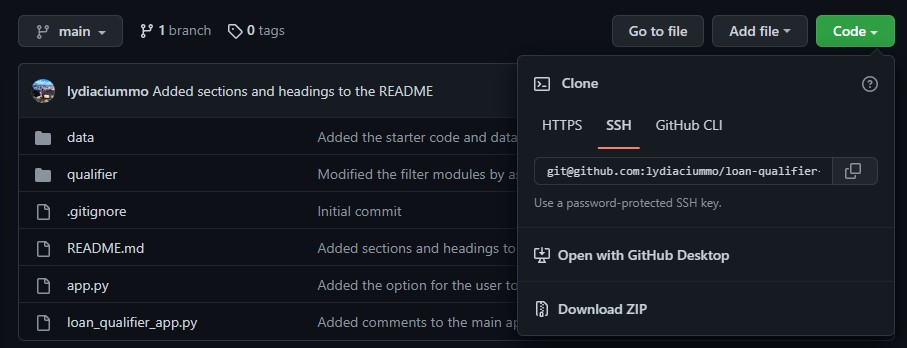 main 1 branch 0 tags Go to file Add file Code
lydiaciummo Added sections and headings to the README
Clone
HTTPS SSH GitHub CLI
git@github.com:lydiaciummo/loan-qualifier-
Use a password-protected SSH key.
Open with GitHub Desktop
Download ZIP
data Added the starter code and data
qualifier Modified the filter modules by
.gitignore Initial commit
README.md Added sections and headings to
app.py Added the option for the user to
loan_qualifier_app.py Added comments to the main